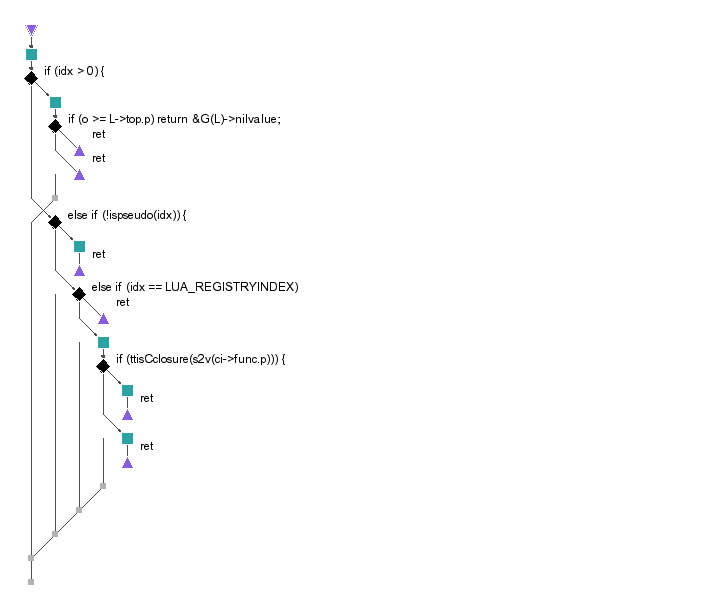 if (idx > 0) {
if (o >= L->top.p) return &G(L)->nilvalue;
ret
ret
else if (!ispseudo(idx)) {
ret
else if (idx == LUA_REGISTRYINDEX)
ret
if (ttisCclosure(s2v(ci->func.p))) {
ret
ret